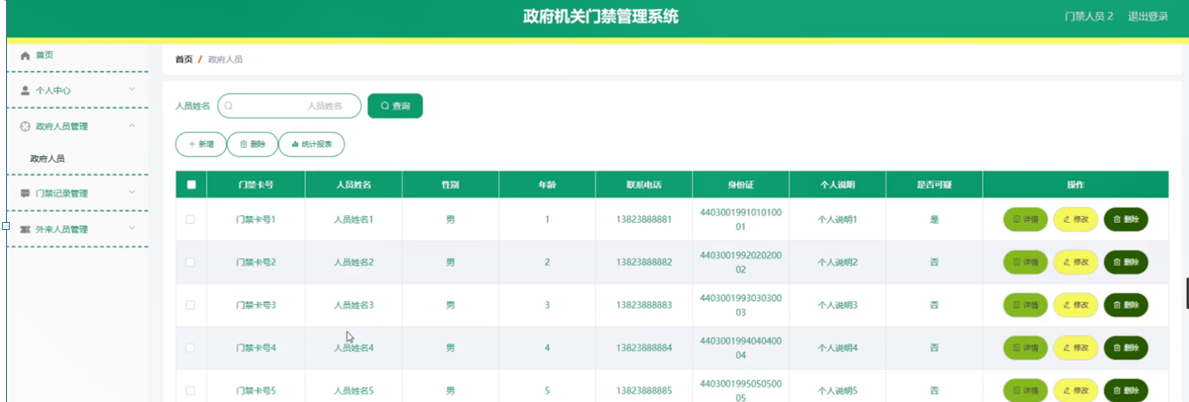 政府机关门禁管理系统
门禁人员 2 退出登录
首页
首页 / 政府人员
个人中心
政府人员管理
政府人员
门禁记录管理
外来人员管理
人员姓名 人员姓名 查询
新增 删除 统计报表
门禁卡号 人员姓名 性别 年龄 联系电话 身份证 个人说明 是否可疑 操作
门禁卡号1 人员姓名1 男 1 13823888881 4403001991010100 个人说明1 是 详情 修改 删除
01
门禁卡号2 人员姓名2 男 2 13823888882 4403001992020200 个人说明2 否 详情 修改 删除
02
门禁卡号3 人员姓名3 男 3 13823888883 4403001993030300 个人说明3 否 详情 修改 删除
03
门禁卡号4 人员姓名4 男 4 13823888884 4403001994040400 个人说明4 否 详情 修改 删除
04
门禁卡号5 人员姓名5 男 5 13823888885 4403001995050500 个人说明5 否 详情 修改 删除
05